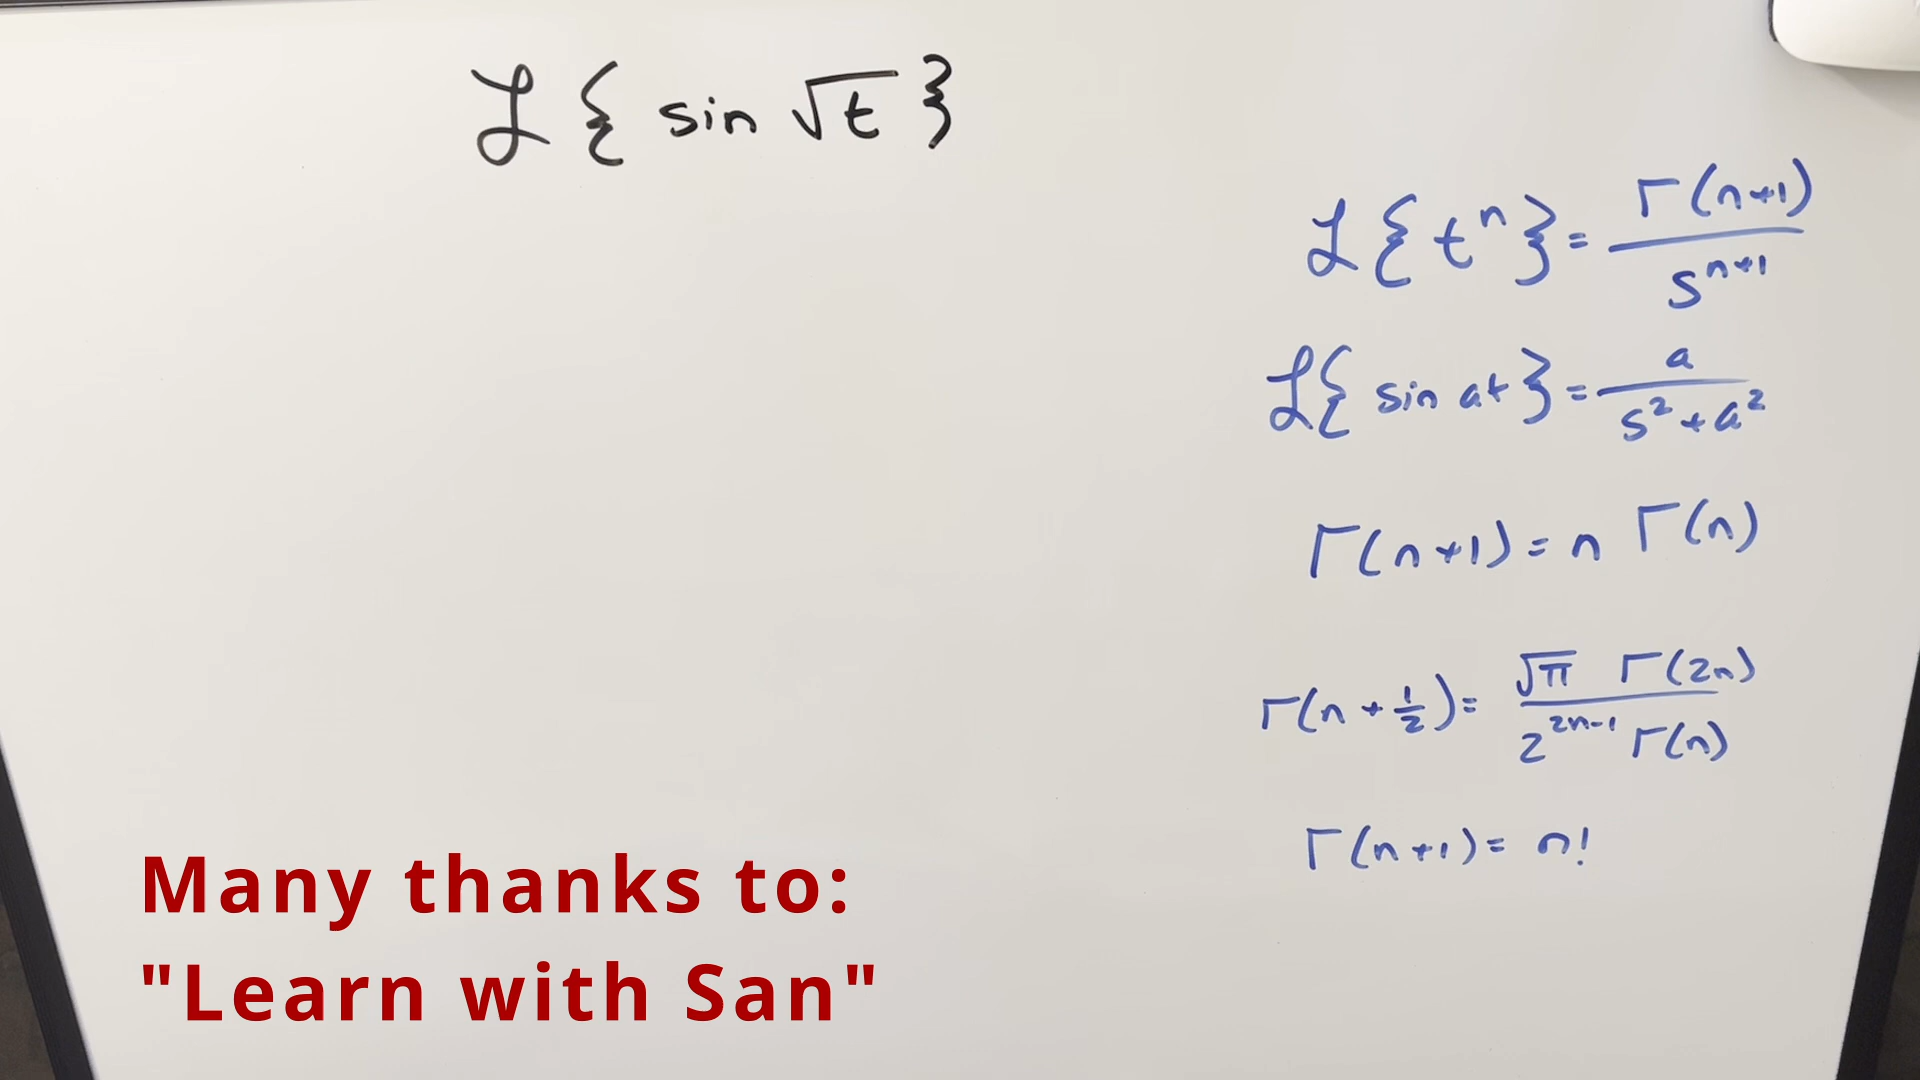 ℒ{ sin √t }
ℒ{ tⁿ } = Γ(n+1) / sⁿ⁺¹
ℒ{ sin at } = a / s²+a²
Γ(n+1) = n Γ(n)
Γ(n + 1/2) = √π Γ(2n) / 2²ⁿ⁻¹ Γ(n)
Γ(n+1) = n!
Many thanks to:
"Learn with San"